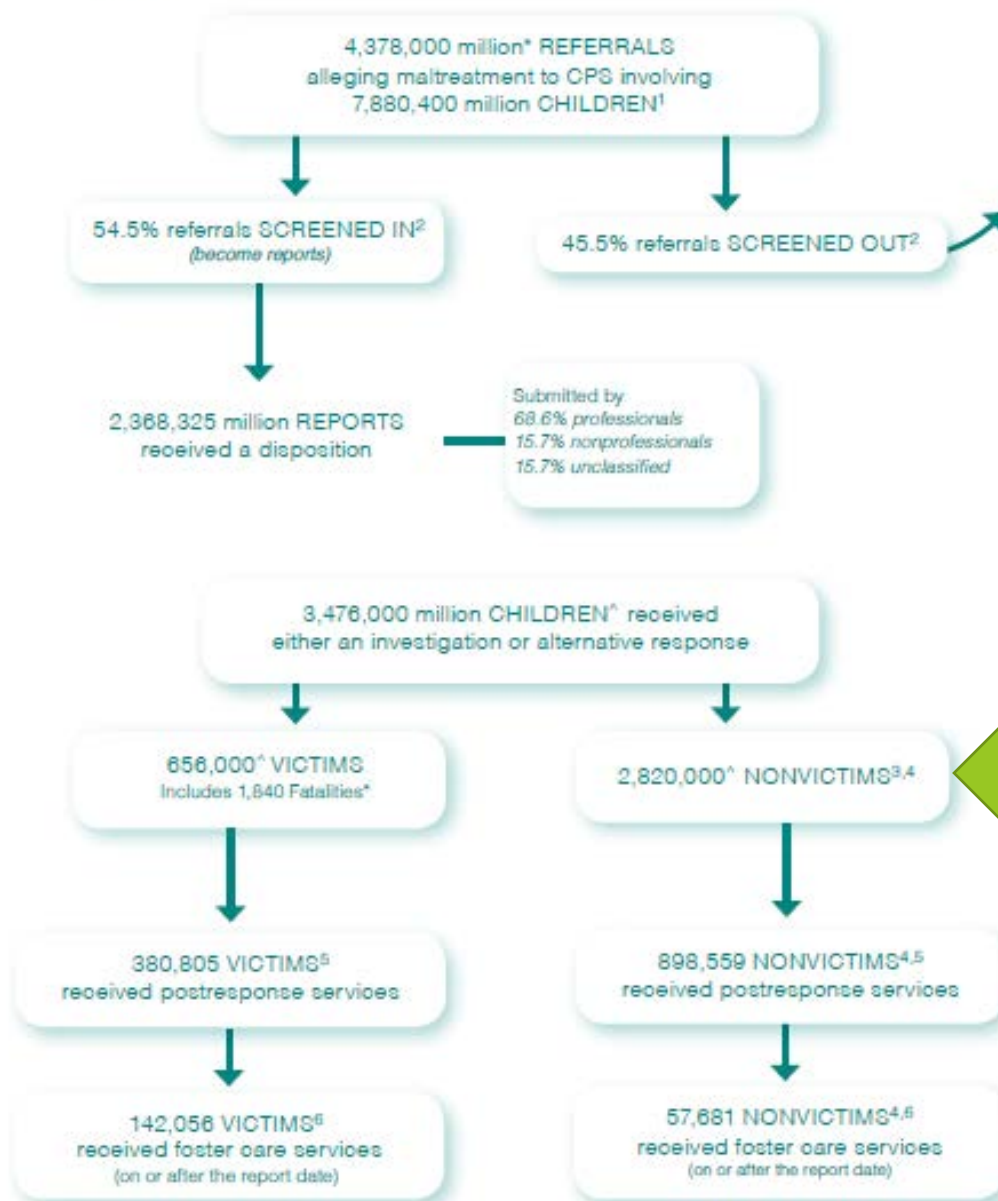 4,378,000 million* REFERRALS
alleging maltreatment to CPS involving
7,880,400 million CHILDREN¹
54.5% referrals SCREENED IN²
(become reports)
45.5% referrals SCREENED OUT²
2,368,325 million REPORTS
received a disposition
Submitted by
68.6% professionals
15.7% nonprofessionals
15.7% unclassified
3,476,000 million CHILDREN^ received
either an investigation or alternative response
656,000^ VICTIMS
Includes 1,840 Fatalities*
2,820,000^ NONVICTIMS³,⁴
380,805 VICTIMS⁵
received postresponse services
898,559 NONVICTIMS⁴,⁵
received postresponse services
142,056 VICTIMS⁶
received foster care services
(on or after the report date)
57,681 NONVICTIMS⁴,⁶
received foster care services
(on or after the report date)